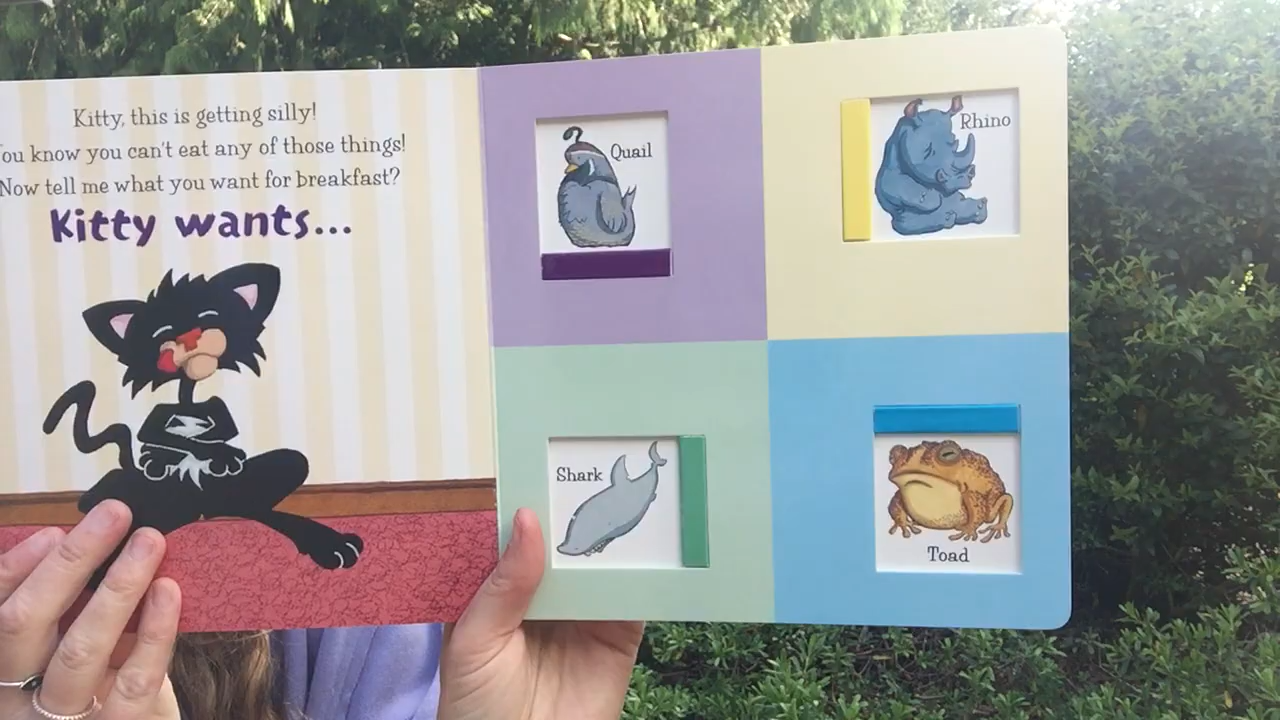 Kitty, this is getting silly!
You know you can't eat any of those things!
Now tell me what you want for breakfast?
Kitty wants...
Quail
Rhino
Shark
Toad